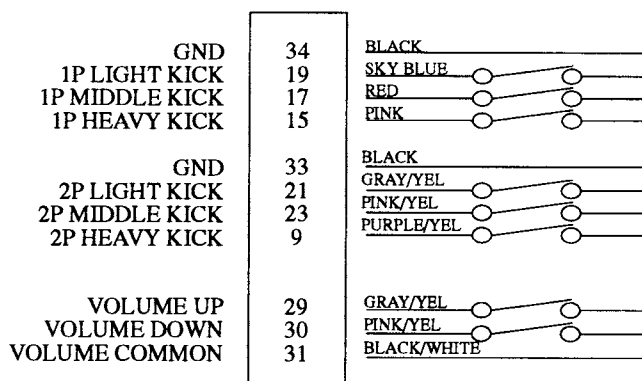 GND 34 BLACK
1P LIGHT KICK 19 SKY BLUE
1P MIDDLE KICK 17 RED
1P HEAVY KICK 15 PINK
GND 33 BLACK
2P LIGHT KICK 21 GRAY/YEL
2P MIDDLE KICK 23 PINK/YEL
2P HEAVY KICK 9 PURPLE/YEL
VOLUME UP 29 GRAY/YEL
VOLUME DOWN 30 PINK/YEL
VOLUME COMMON 31 BLACK/WHITE